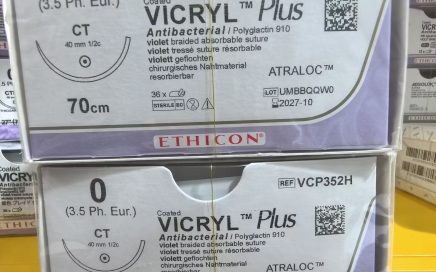 (3.5 Ph. Eur.)
CT
40 mm 1/2c
70cm
Coated
VICRYL™ Plus
Antibacterial / Polyglactin 910
violet braided absorbable suture
violet tressé suture résorbable
violett geflochten
chirurgisches Nahtmaterial
resorbierbar
36 x
STERILE EO
ATRALOC™
LOT UMBBQQW0
2027-10
ETHICON
0
(3.5 Ph. Eur.)
CT
40 mm 1/2c
REF VCP352H
Coated
VICRYL™ Plus
Antibacterial / Polyglactin 910
violet braided absorbable suture
violet tressé suture résorbable
violett geflochten
chirurgisches Nahtmaterial
resorbierbar
ATRALOC™